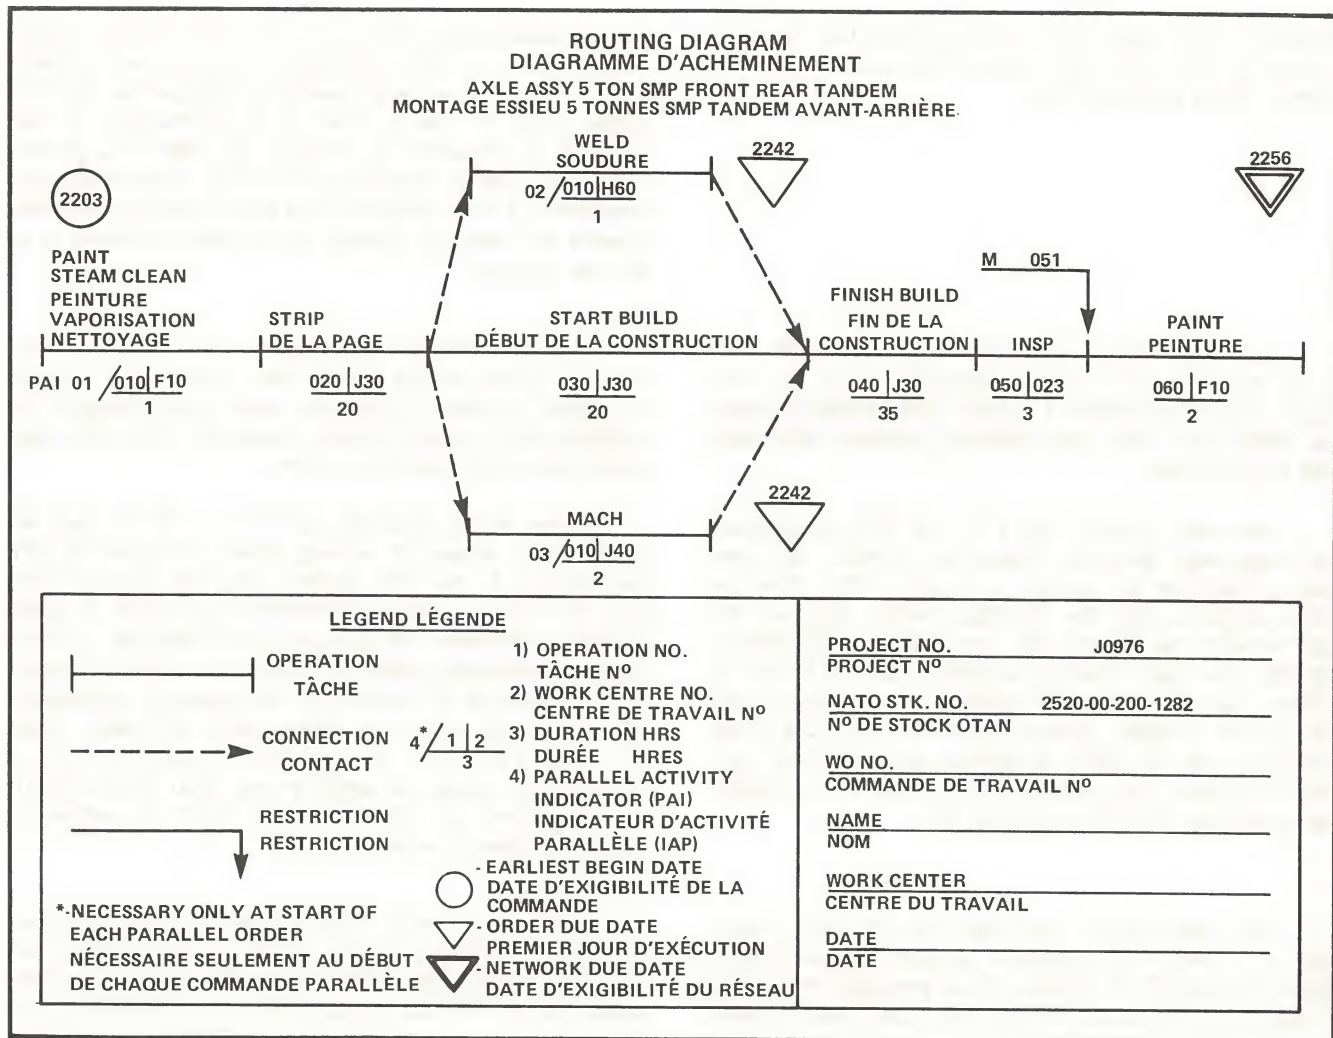 ROUTING DIAGRAM
DIAGRAMME D'ACHEMINEMENT
AXLE ASSY 5 TON SMP FRONT REAR TANDEM
MONTAGE ESSIEU 5 TONNES SMP TANDEM AVANT-ARRIÈRE.
WELD
SOUDURE
02/010|H60
1
2242
2256
2203
PAINT
STEAM CLEAN
PEINTURE
VAPORISATION
NETTOYAGE
PAI 01 /010|F10
1
STRIP
DE LA PAGE
020|J30
20
START BUILD
DÉBUT DE LA CONSTRUCTION
030|J30
20
FINISH BUILD
FIN DE LA
CONSTRUCTION
040|J30
35
M 051
INSP
050|023
3
PAINT
PEINTURE
060|F10
2
MACH
03/010|J40
2
2242
LEGEND LÉGENDE
OPERATION
TÂCHE
CONNECTION
CONTACT
RESTRICTION
RESTRICTION
*-NECESSARY ONLY AT START OF
EACH PARALLEL ORDER
NÉCESSAIRE SEULEMENT AU DÉBUT
DE CHAQUE COMMANDE PARALLÈLE
4*/1|2
3
1) OPERATION NO.
TÂCHE Nº
2) WORK CENTRE NO.
CENTRE DE TRAVAIL Nº
3) DURATION HRS
DURÉE HRES
4) PARALLEL ACTIVITY
INDICATOR (PAI)
INDICATEUR D'ACTIVITÉ
PARALLÈLE (IAP)
- EARLIEST BEGIN DATE
DATE D'EXIGIBILITÉ DE LA
COMMANDE
- ORDER DUE DATE
PREMIER JOUR D'EXÉCUTION
- NETWORK DUE DATE
DATE D'EXIGIBILITÉ DU RÉSEAU
PROJECT NO. J0976
PROJECT Nº
NATO STK. NO. 2520-00-200-1282
Nº DE STOCK OTAN
WO NO.
COMMANDE DE TRAVAIL Nº
NAME
NOM
WORK CENTER
CENTRE DU TRAVAIL
DATE
DATE